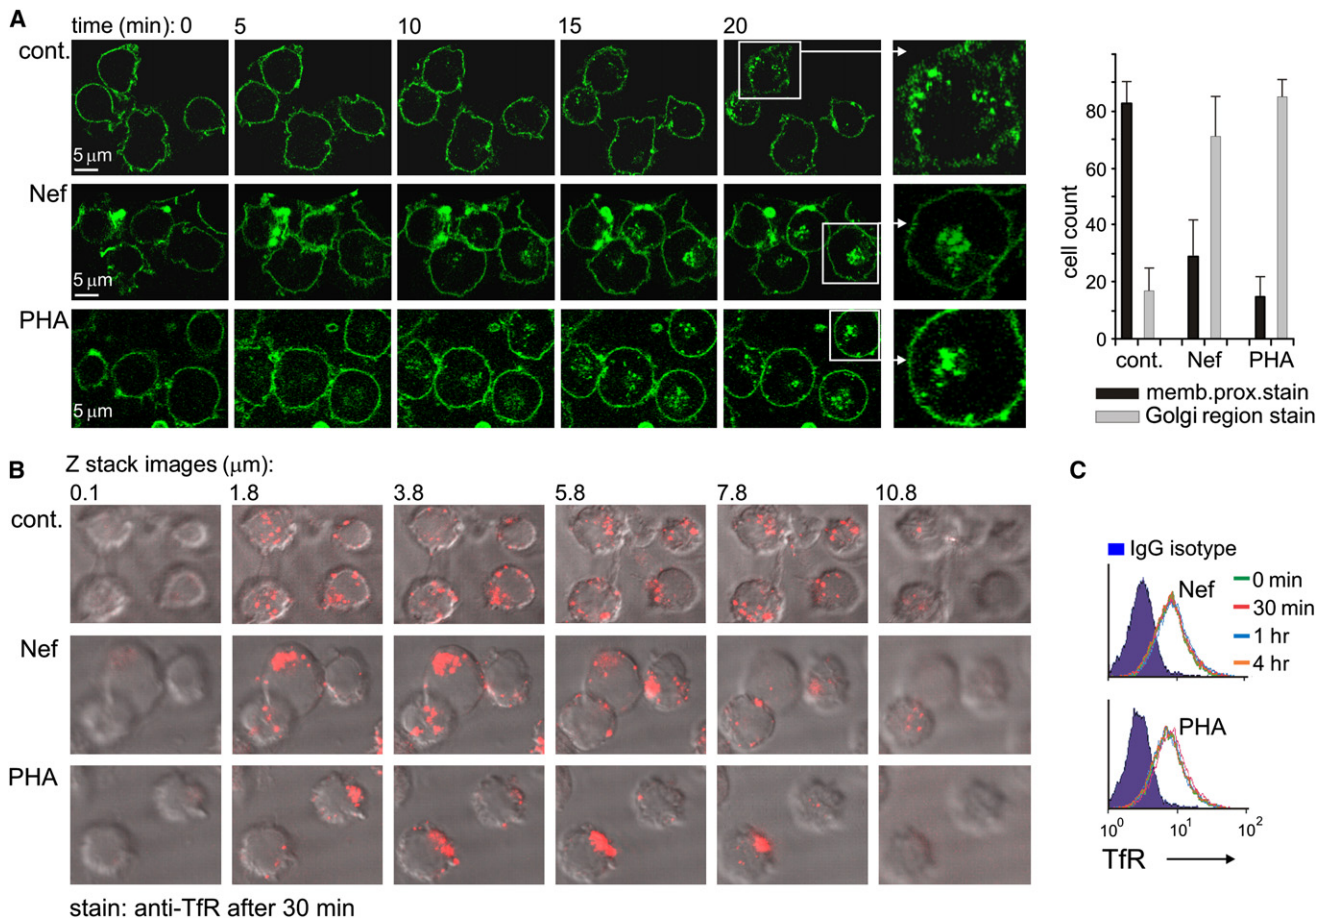 A
time (min): 0 5 10 15 20
cont.
5 μm
Nef
5 μm
PHA
5 μm
cell count
80
60
40
20
0
cont. Nef PHA
memb.prox.stain
Golgi region stain
B
Z stack images (μm):
0.1 1.8 3.8 5.8 7.8 10.8
cont.
Nef
PHA
stain: anti-TfR after 30 min
C
IgG isotype
Nef
0 min
30 min
1 hr
4 hr
PHA
10⁰ 10¹ 10²
TfR